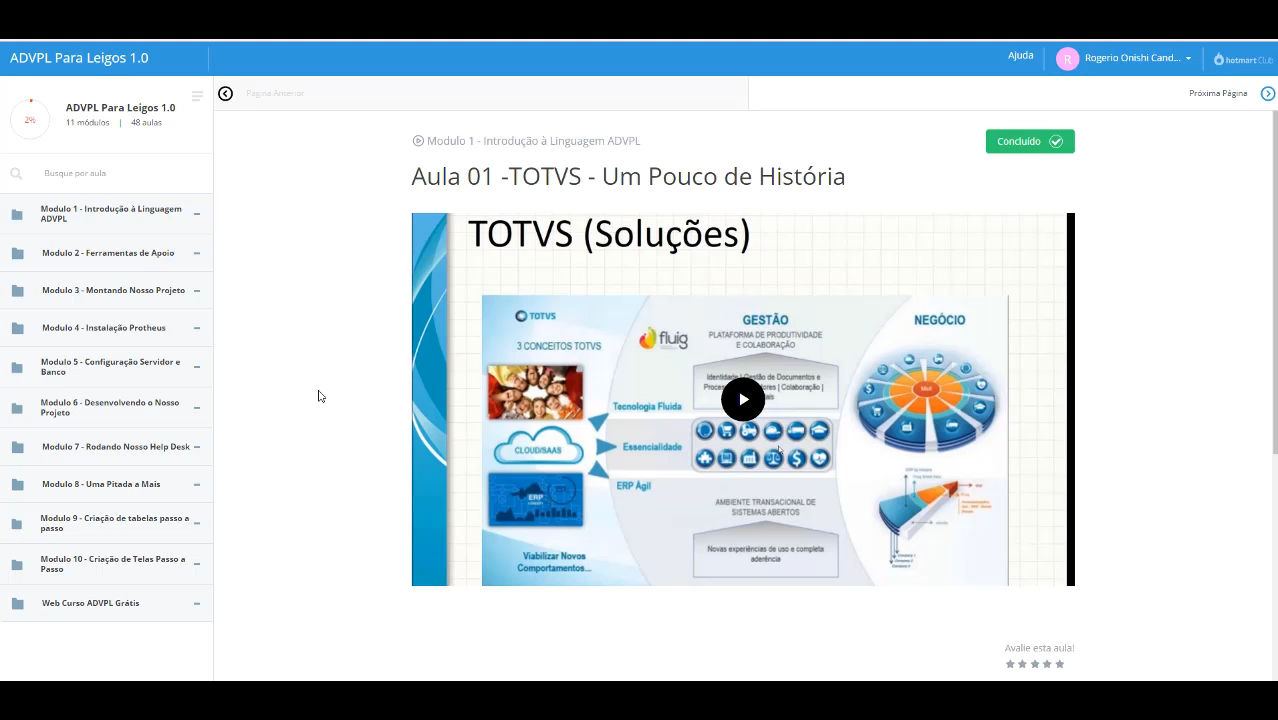 ADVPL Para Leigos 1.0
Ajuda
R
Rogerio Onishi Cand...
hotmart Club
2%
ADVPL Para Leigos 1.0
11 módulos | 48 aulas
Página Anterior
Próxima Página
Busque por aula
Modulo 1 - Introdução à Linguagem
ADVPL
Modulo 2 - Ferramentas de Apoio
Modulo 3 - Montando Nosso Projeto
Modulo 4 - Instalação Protheus
Modulo 5 - Configuração Servidor e
Banco
Modulo 6 - Desenvolvendo o Nosso
Projeto
Modulo 7 - Rodando Nosso Help Desk
Modulo 8 - Uma Pitada a Mais
Modulo 9 - Criação de tabelas passo a
passo
Modulo 10 - Criação de Telas Passo a
Passo
Web Curso ADVPL Grátis
Modulo 1 - Introdução à Linguagem ADVPL
Concluído
Aula 01 -TOTVS - Um Pouco de História
TOTVS (Soluções)
TOTVS
3 CONCEITOS TOTVS
CLOUD/SAAS
ERP
Viabilizar Novos
Comportamentos...
fluig
Tecnologia Fluida
Essencialidade
ERP Ágil
GESTÃO
PLATAFORMA DE PRODUTIVIDADE
E COLABORAÇÃO
Identidade | Gestão de Documentos e
| Colaboração |
AMBIENTE TRANSACIONAL DE
SISTEMAS ABERTOS
Novas experiências de uso e completa
aderência
NEGÓCIO
Avalie esta aula!